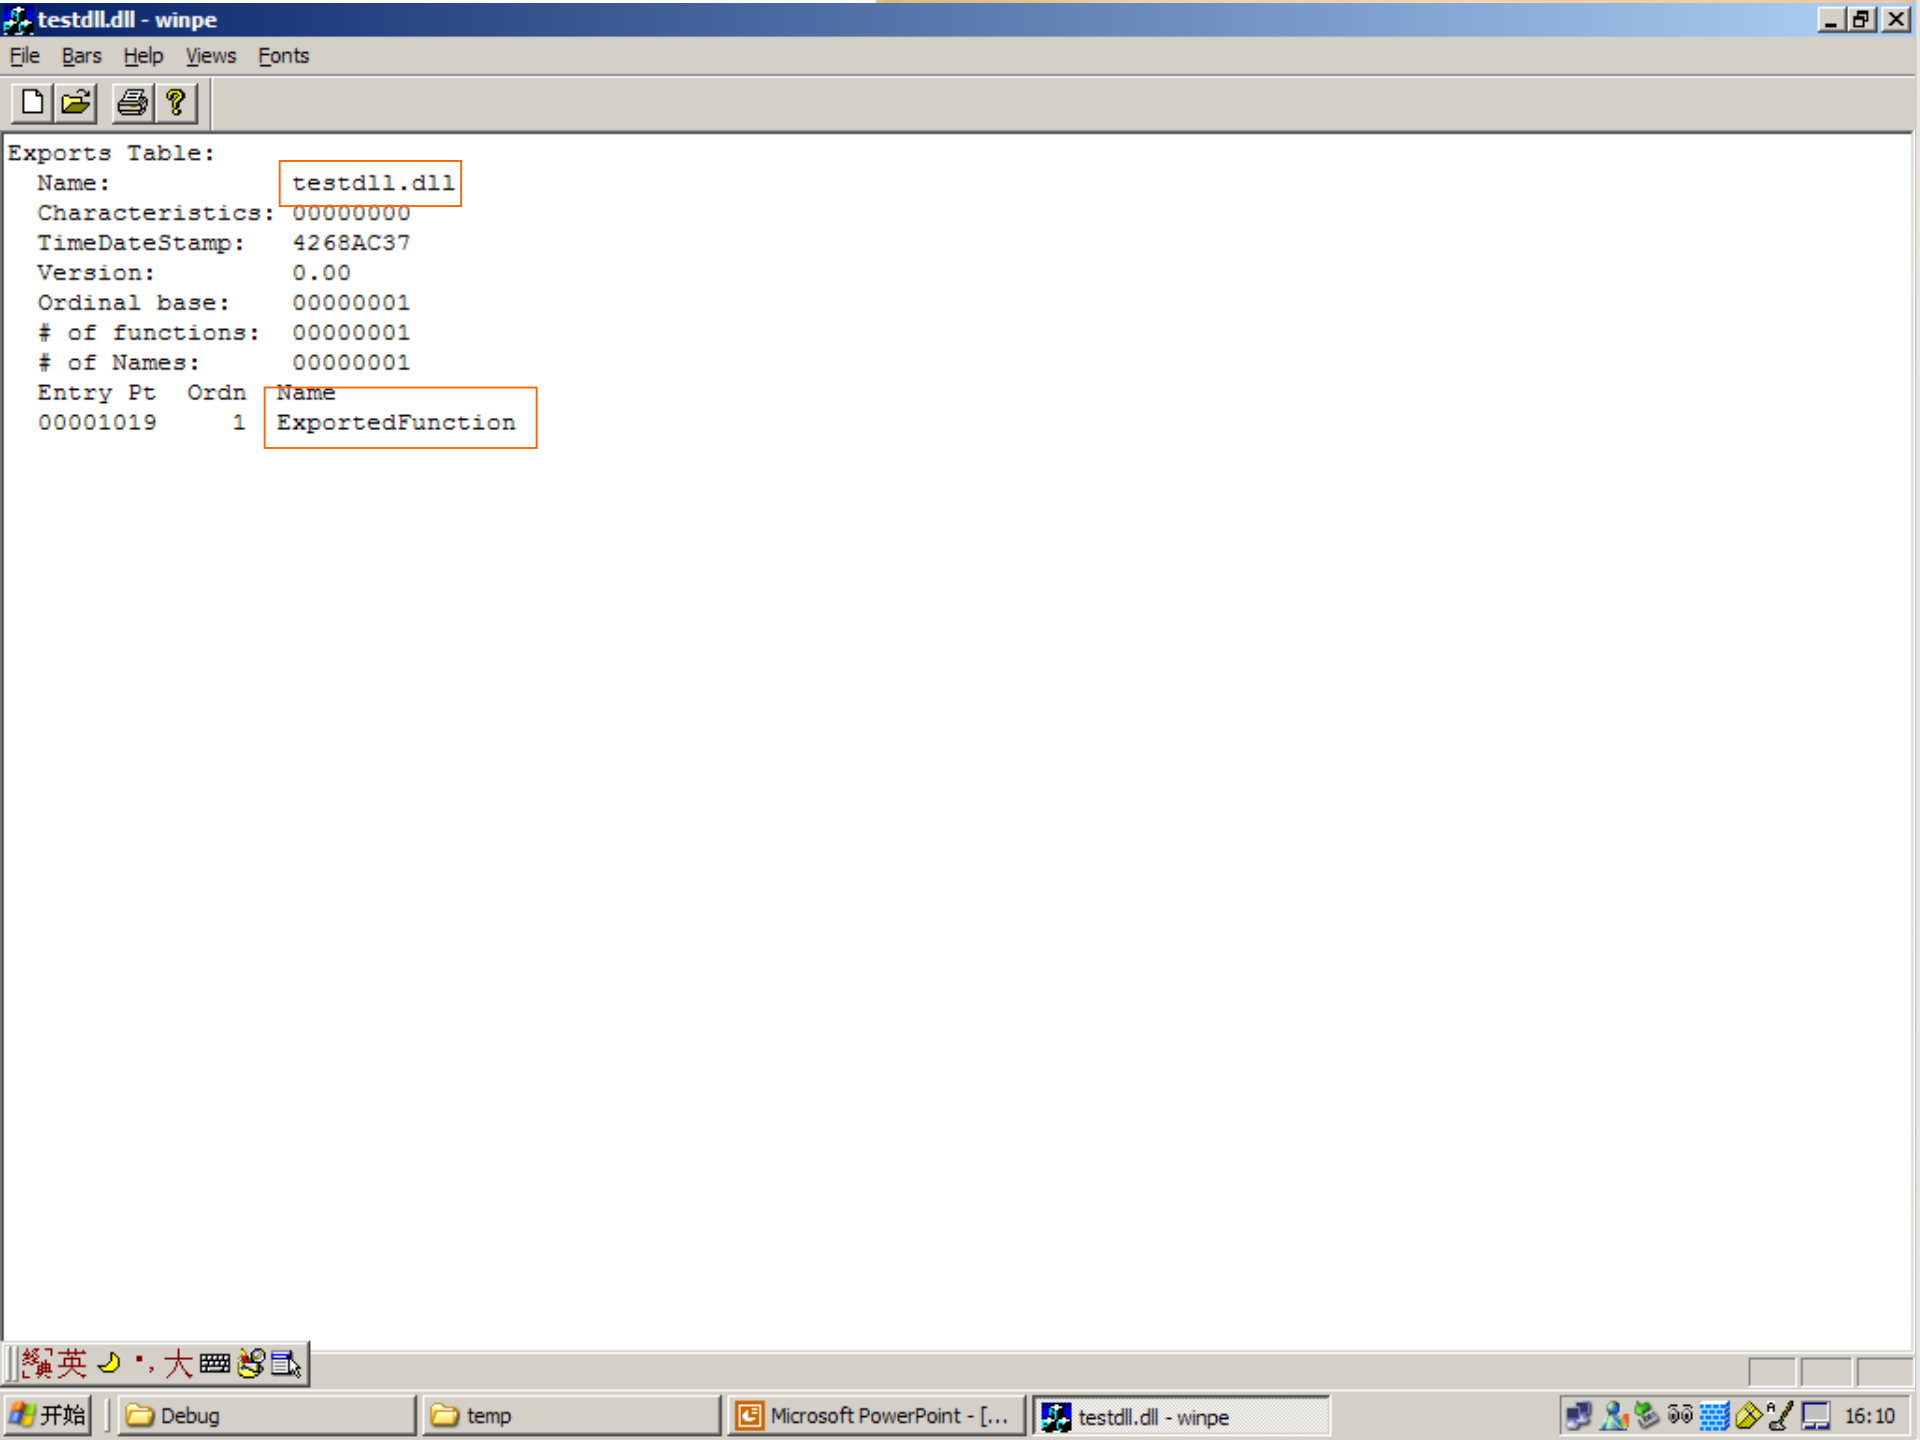 testdll.dll - winpe
File Bars Help Views Fonts
Exports Table:
Name: testdll.dll
Characteristics: 00000000
TimeDateStamp: 4268AC37
Version: 0.00
Ordinal base: 00000001
# of functions: 00000001
# of Names: 00000001
Entry Pt Ordn Name
00001019 1 ExportedFunction
英 大
开始 Debug temp Microsoft PowerPoint - [... testdll.dll - winpe 16:10